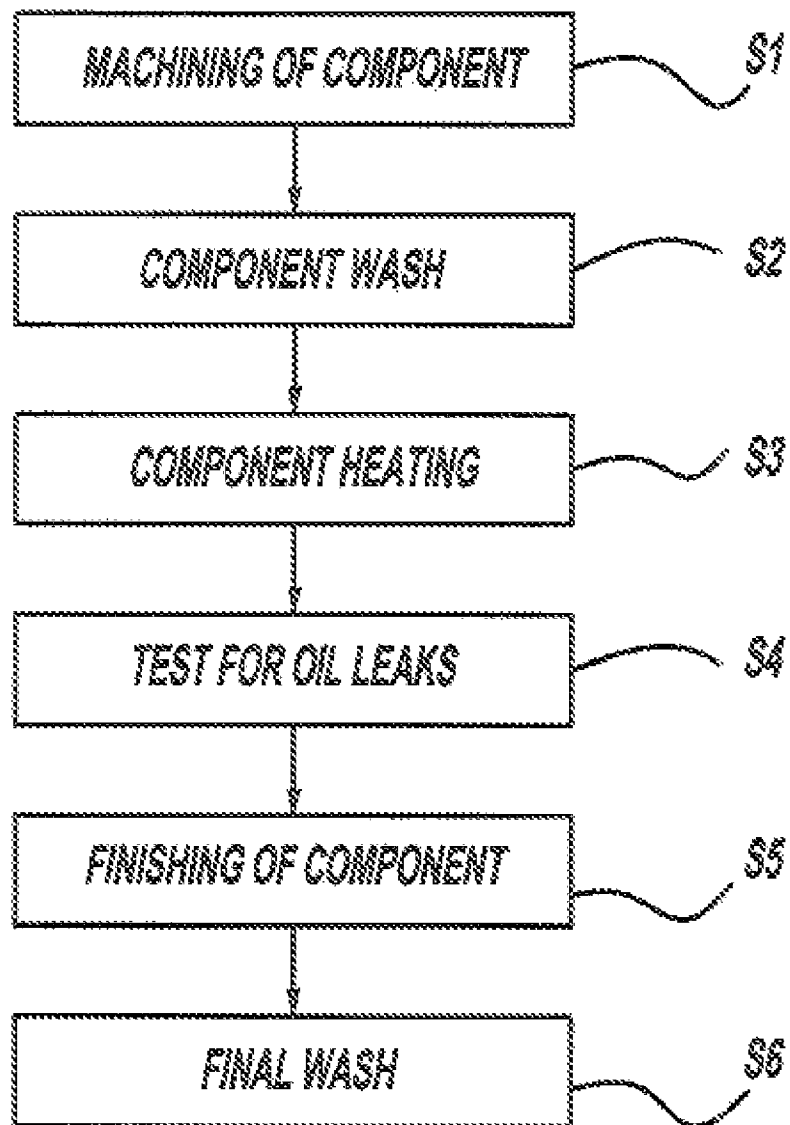 MACHINING OF COMPONENT S1
COMPONENT WASH S2
COMPONENT HEATING S3
TEST FOR OIL LEAKS S4
FINISHING OF COMPONENT S5
FINAL WASH S6